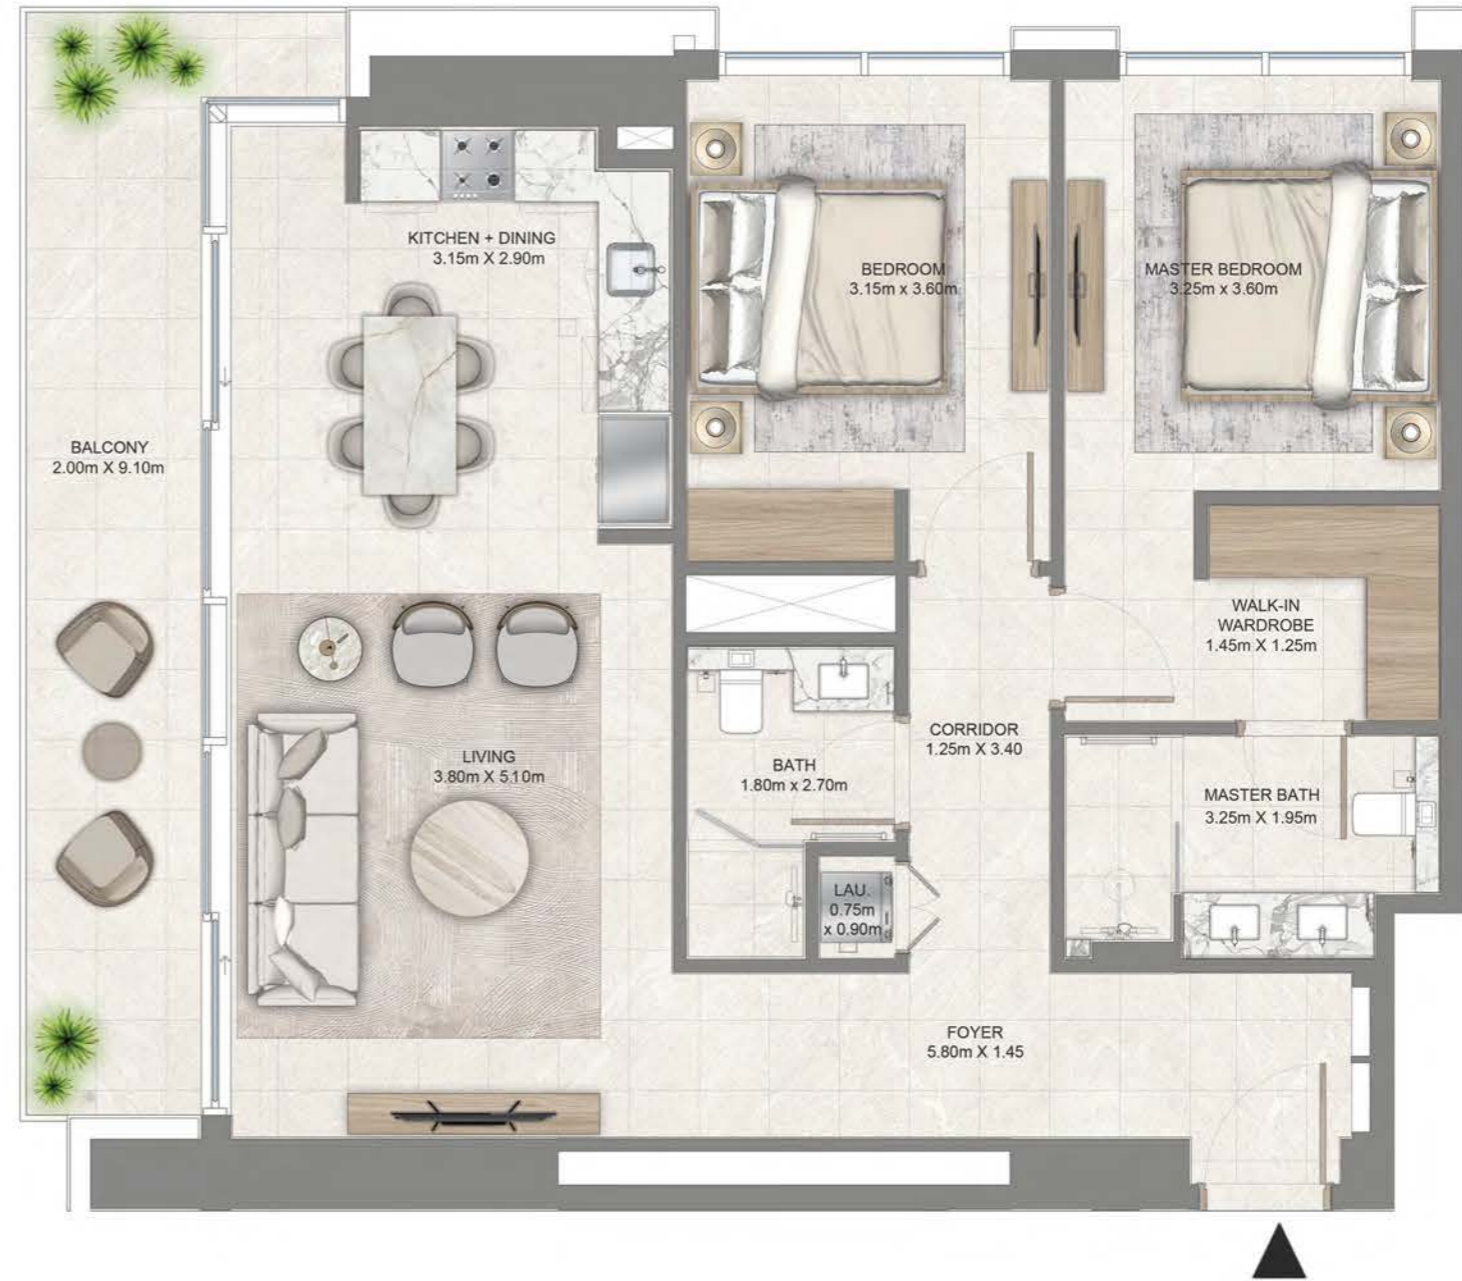 KITCHEN + DINING
3.15m X 2.90m
BEDROOM
3.15m x 3.60m
MASTER BEDROOM
3.25m x 3.60m
BALCONY
2.00m X 9.10m
WALK-IN
WARDROBE
1.45m X 1.25m
LIVING
3.80m X 5.10m
BATH
1.80m x 2.70m
CORRIDOR
1.25m X 3.40
MASTER BATH
3.25m X 1.95m
LAU.
0.75m
x 0.90m
FOYER
5.80m X 1.45